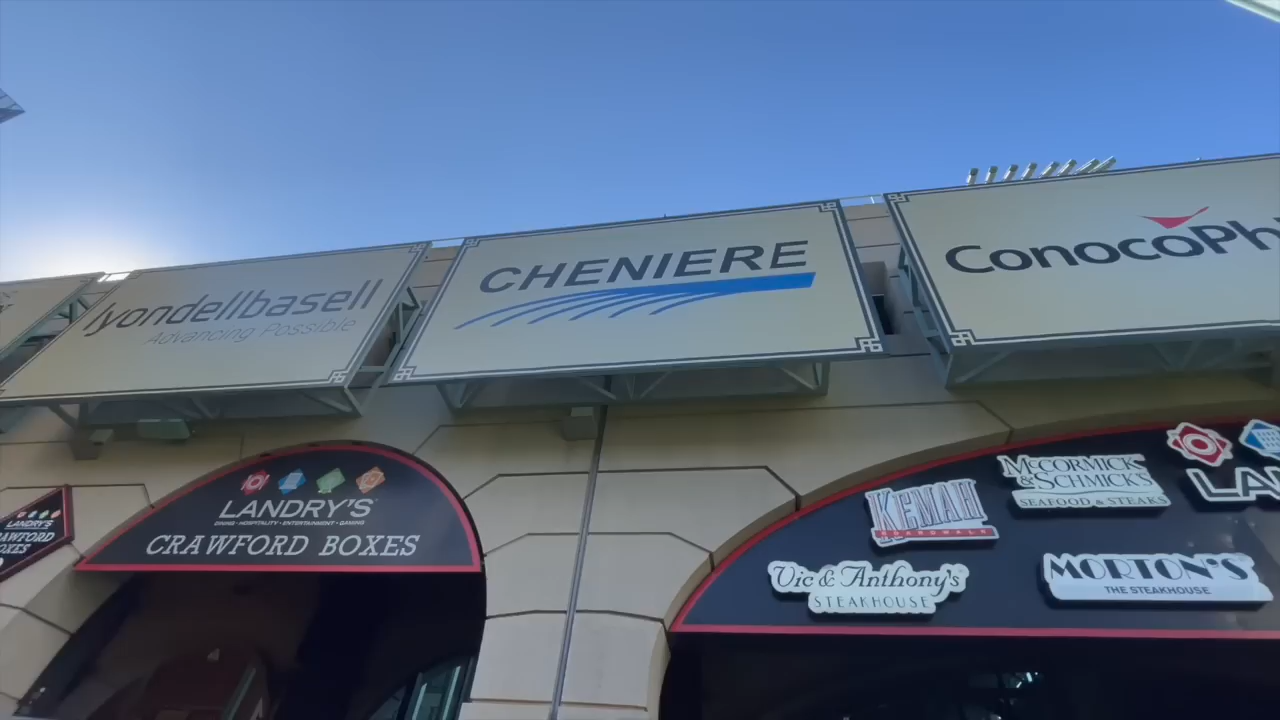 lyondellbasell
Advancing Possible
CHENIERE
ConocoPh
LANDRY'S
CRAWFORD
BOXES
LANDRY'S
DINING • HOSPITALITY • ENTERTAINMENT • GAMING
CRAWFORD BOXES
KEMAH
BOARDWALK
McCORMICK
& SCHMICK'S
SEAFOOD & STEAKS
LAN
Vic & Anthony's
STEAKHOUSE
MORTON'S
THE STEAKHOUSE